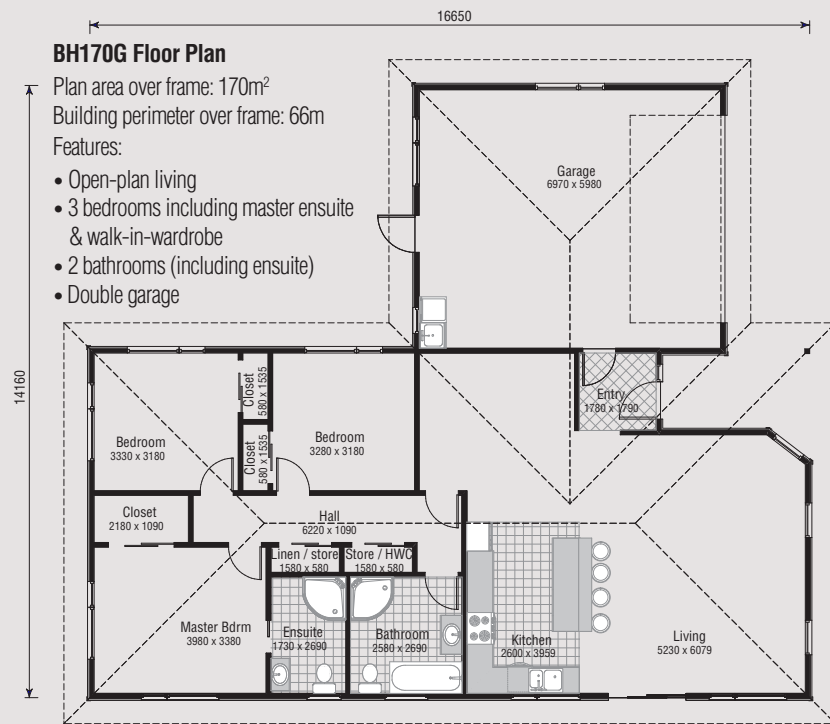 16650
BH170G Floor Plan
Plan area over frame: 170m²
Building perimeter over frame: 66m
Features:
• Open-plan living
• 3 bedrooms including master ensuite
& walk-in-wardrobe
• 2 bathrooms (including ensuite)
• Double garage
14160
Garage
6970 x 5980
Closet
580 x 1535
Entry
1780 x 1790
Bedroom
3330 x 3180
Closet
580 x 1535
Bedroom
3280 x 3180
Closet
2180 x 1090
Hall
6220 x 1090
Linen / store
1580 x 580
Store / HWC
1580 x 580
Master Bdrm
3980 x 3380
Ensuite
1730 x 2690
Bathroom
2580 x 2690
Kitchen
2600 x 3959
Living
5230 x 6079